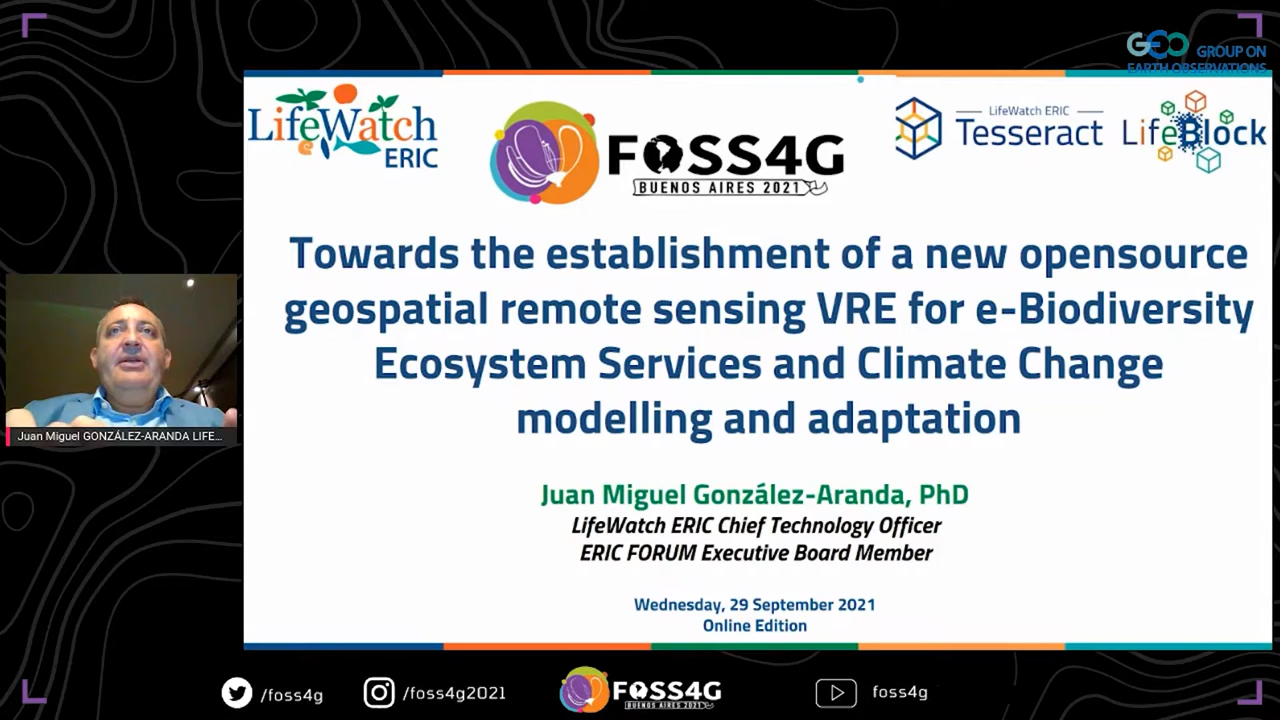 GEO GROUP ON
EARTH OBSERVATIONS
LifeWatch
ERIC
FOSS4G
BUENOS AIRES 2021
LifeWatch ERIC
Tesseract
LifeBlock
Towards the establishment of a new opensource
geospatial remote sensing VRE for e-Biodiversity
Ecosystem Services and Climate Change
modelling and adaptation
Juan Miguel González-Aranda, PhD
LifeWatch ERIC Chief Technology Officer
ERIC FORUM Executive Board Member
Wednesday, 29 September 2021
Online Edition
Juan Miguel GONZÁLEZ-ARANDA LIFE...
/foss4g
/foss4g2021
FOSS4G
BUENOS AIRES 2021
foss4g